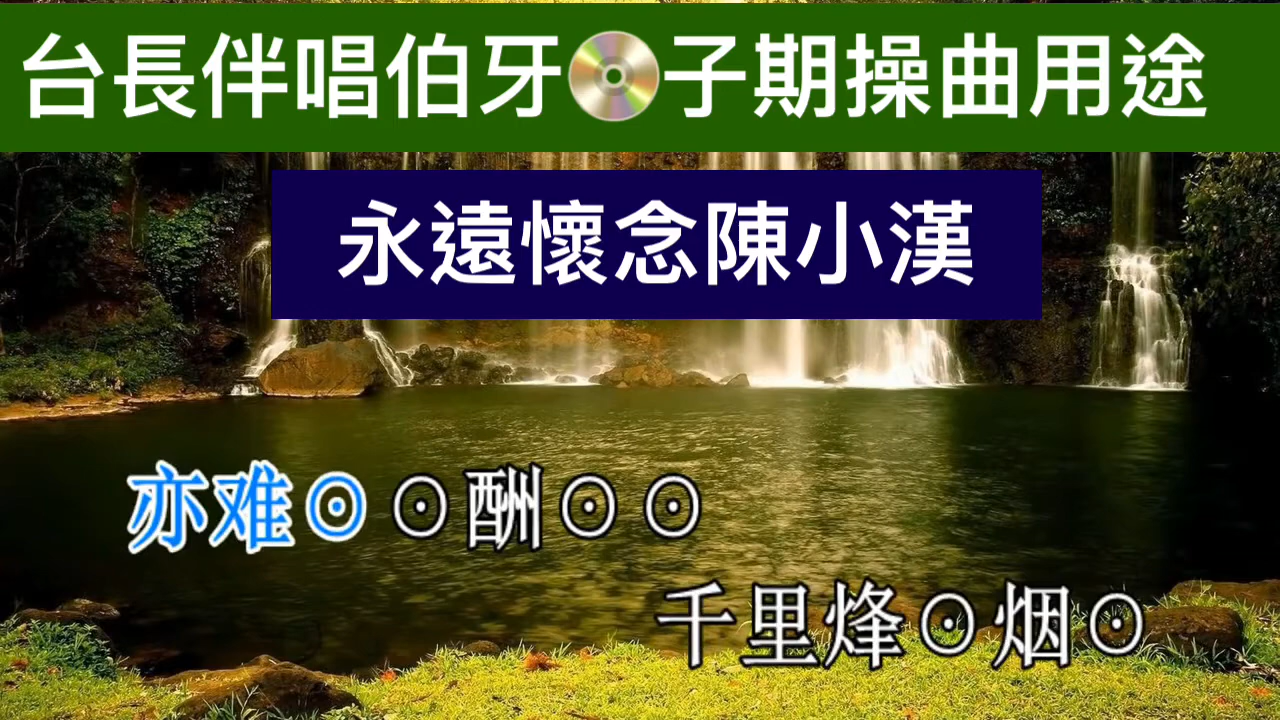 台長伴唱伯牙💿子期操曲用途
永遠懷念陳小漢
亦难⊙⊙酬⊙⊙
千里烽⊙烟⊙